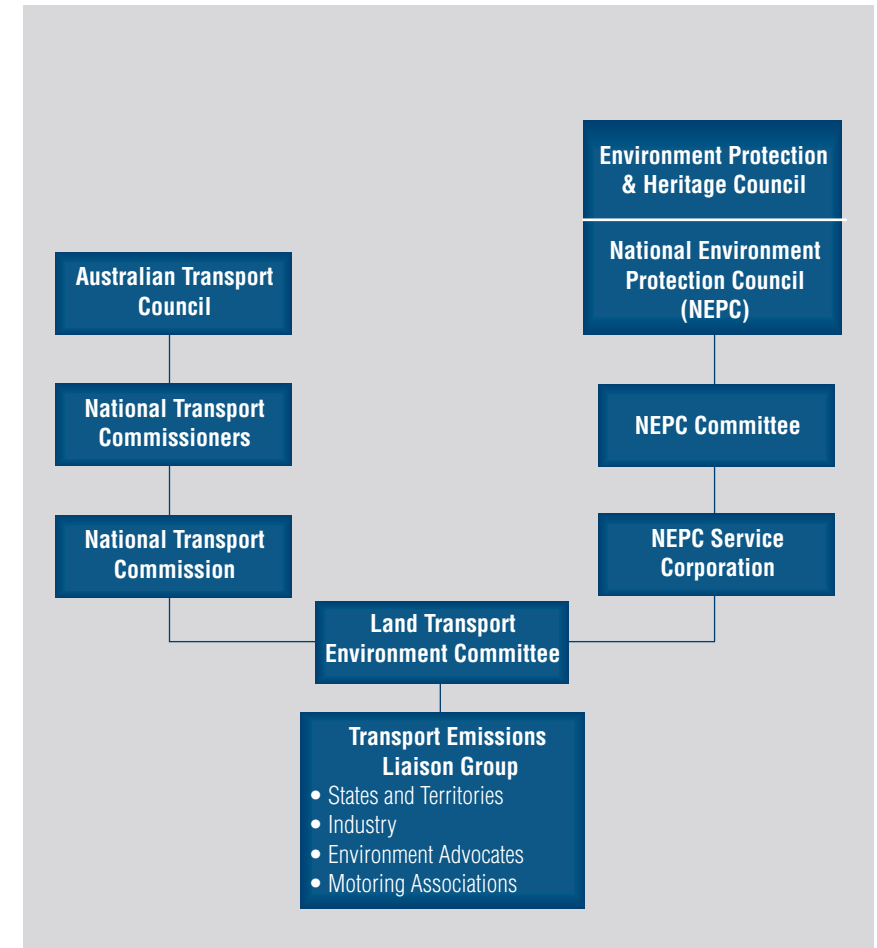 Environment Protection
& Heritage Council
National Environment
Protection Council
(NEPC)
Australian Transport
Council
National Transport
Commissioners
NEPC Committee
National Transport
Commission
NEPC Service
Corporation
Land Transport
Environment Committee
Transport Emissions
Liaison Group
• States and Territories
• Industry
• Environment Advocates
• Motoring Associations